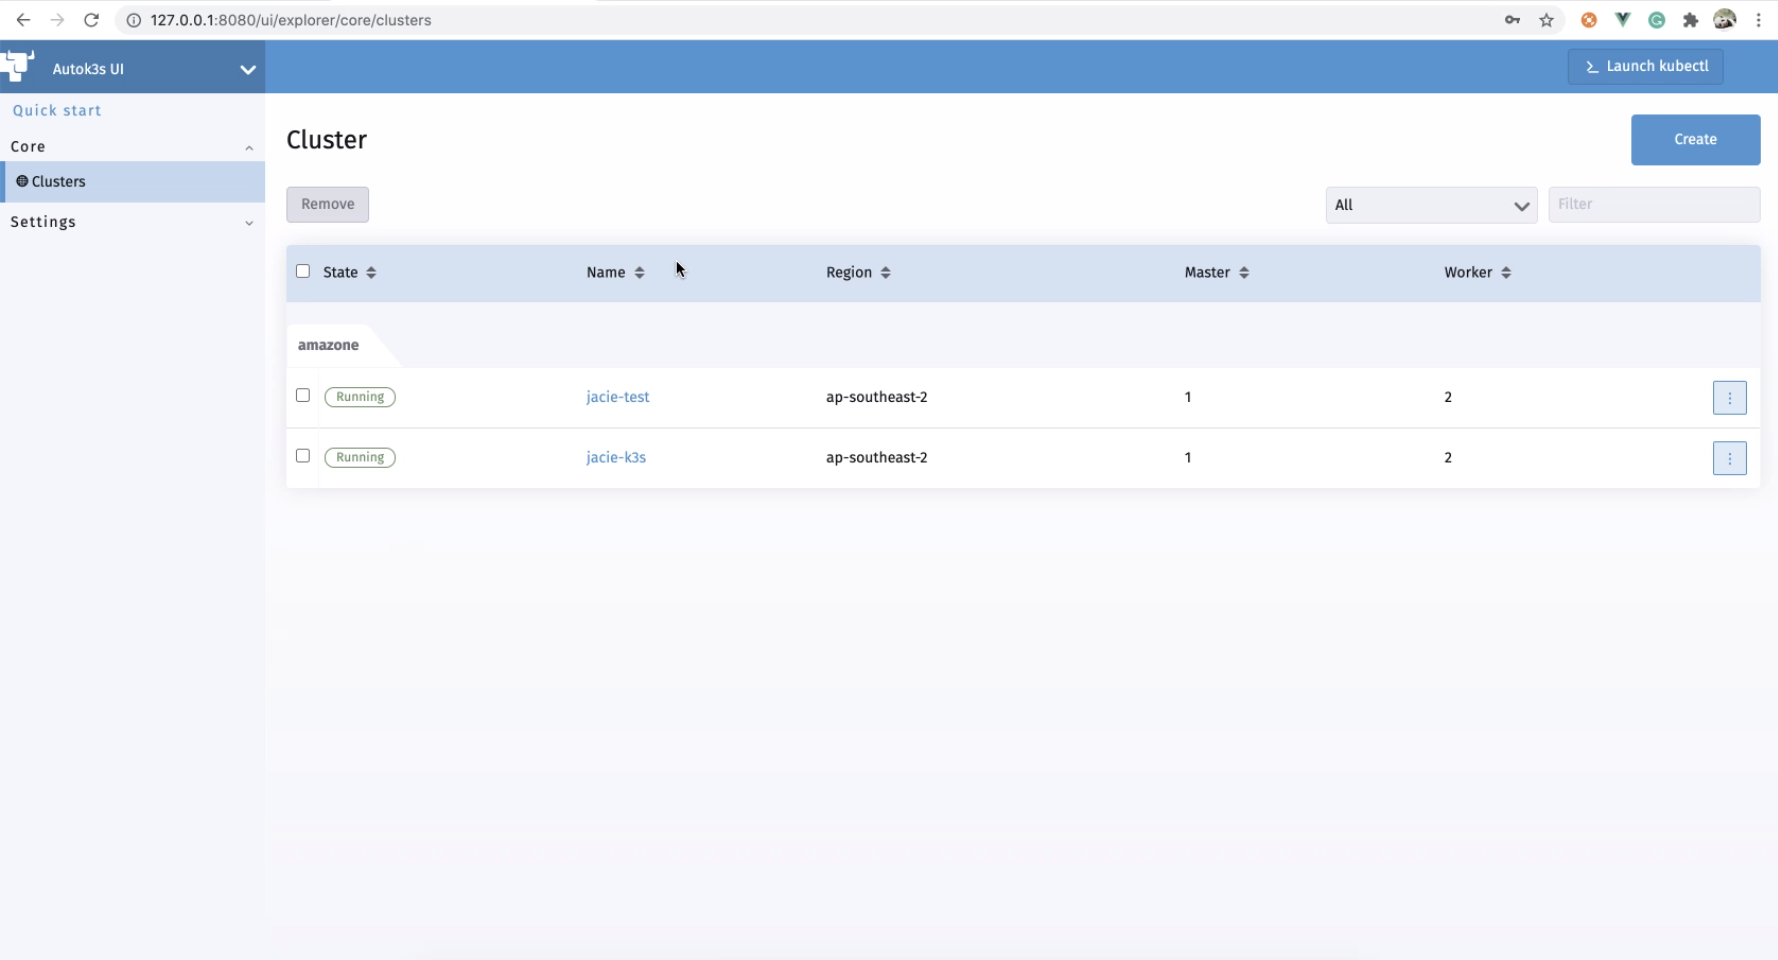 127.0.0.1:8080/ui/explorer/core/clusters
Autok3s UI
Launch kubectl
Quick start
Core
Clusters
Settings
Cluster
Create
Remove
All
Filter
State Name Region Master Worker
amazone
Running jacie-test ap-southeast-2 1 2
Running jacie-k3s ap-southeast-2 1 2